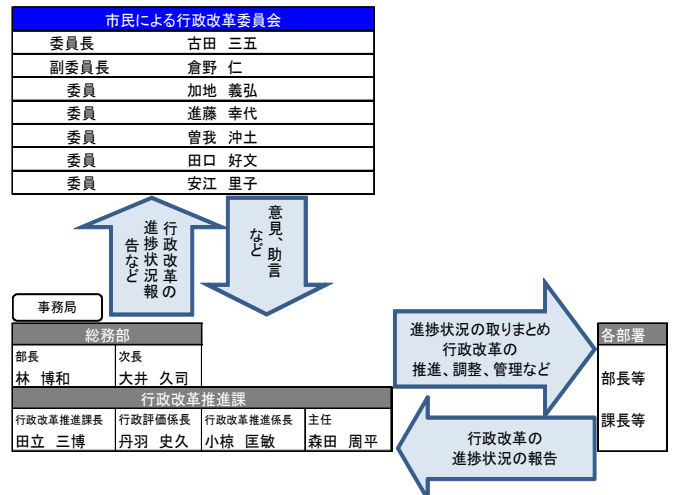 市民による行政改革委員会
委員長 古田 三五
副委員長 倉野 仁
委員 加地 義弘
委員 進藤 幸代
委員 曽我 沖土
委員 田口 好文
委員 安江 里子
行政改革の
進捗状況報
告など
意見、助言
など
事務局
総務部
部長 次長
林 博和 大井 久司
行政改革推進課
行政改革推進課長 行政評価係長 行政改革推進係長 主任
田立 三博 丹羽 史久 小椋 匡敏 森田 周平
進捗状況の取りまとめ
行政改革の
推進、調整、管理など
行政改革の
進捗状況の報告
各部署
部長等
課長等